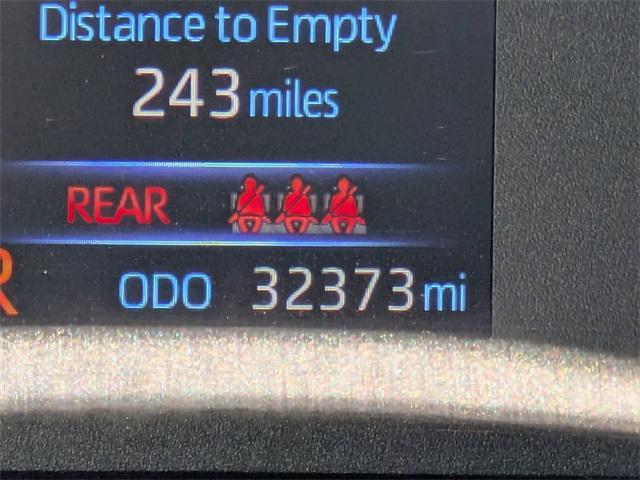 Distance to Empty
243 miles
REAR
R
ODO 32373 mi